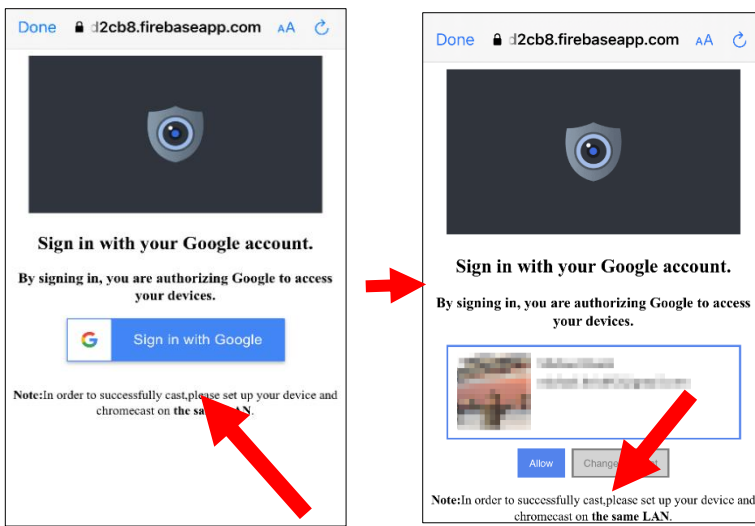 Done d2cb8.firebaseapp.com AA
Sign in with your Google account.
By signing in, you are authorizing Google to access
your devices.
G Sign in with Google
Note:In order to successfully cast,please set up your device and
chromecast on the same LAN.
Done d2cb8.firebaseapp.com AA
Sign in with your Google account.
By signing in, you are authorizing Google to access
your devices.
Allow Change
Note:In order to successfully cast,please set up your device and
chromecast on the same LAN.